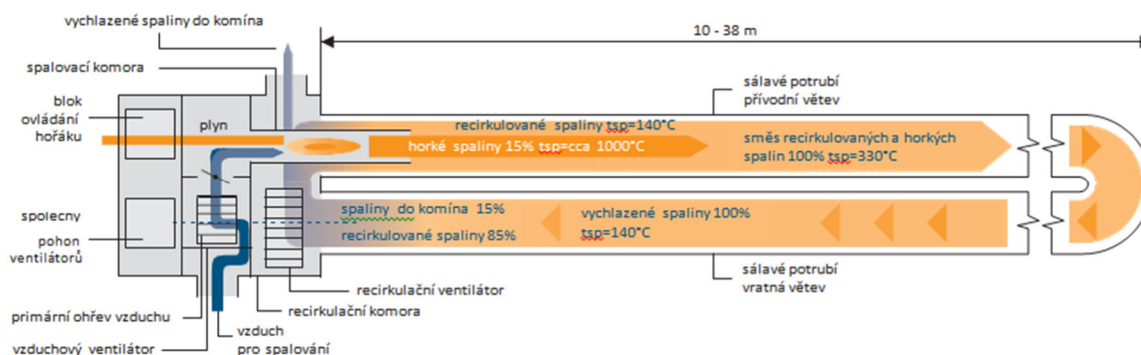 vychlazené spaliny do komína
10 - 38 m
spalovací komora
sálavé potrubí
přívodní větev
blok
ovládání
hořáku
plyn
recirkulované spaliny tsp=140°C
horké spaliny 15% tsp=cca 1000°C
směs recirkulovaných a horkých
spalin 100% tsp=330°C
spolecny
pohon
ventilátorů
spaliny do komína 15%
recirkulované spaliny 85%
vychlazené spaliny 100%
tsp=140°C
sálavé potrubí
vratná větev
recirkulační ventilátor
recirkulační komora
primární ohřev vzduchu
vzduch
pro spalování
vzduchový ventilátor